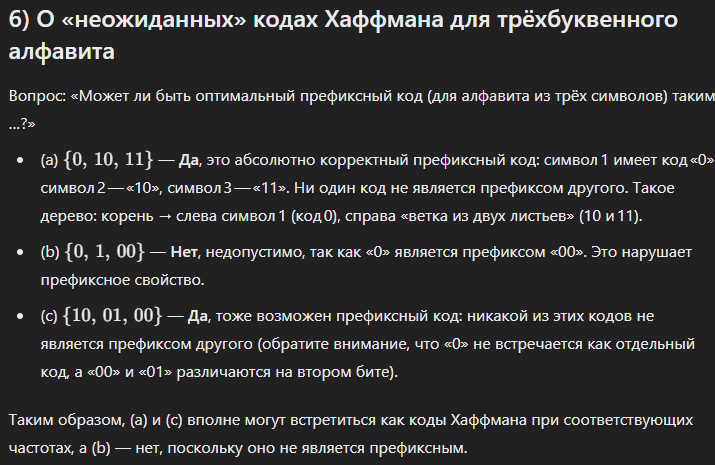 6) О «неожиданных» кодах Хаффмана для трёхбуквенного
алфавита
Вопрос: «Может ли быть оптимальный префиксный код (для алфавита из трёх символов) таким
...?»
• (a) {0, 10, 11} — Да, это абсолютно корректный префиксный код: символ 1 имеет код «0»
символ 2 — «10», символ 3 — «11». Ни один код не является префиксом другого. Такое
дерево: корень → слева символ 1 (код 0), справа «ветка из двух листьев» (10 и 11).
• (b) {0, 1, 00} — Нет, недопустимо, так как «0» является префиксом «00». Это нарушает
префиксное свойство.
• (c) {10, 01, 00} — Да, тоже возможен префиксный код: никакой из этих кодов не
является префиксом другого (обратите внимание, что «0» не встречается как отдельный
код, а «00» и «01» различаются на втором бите).
Таким образом, (a) и (c) вполне могут встретиться как коды Хаффмана при соответствующих
частотах, а (b) — нет, поскольку оно не является префиксным.